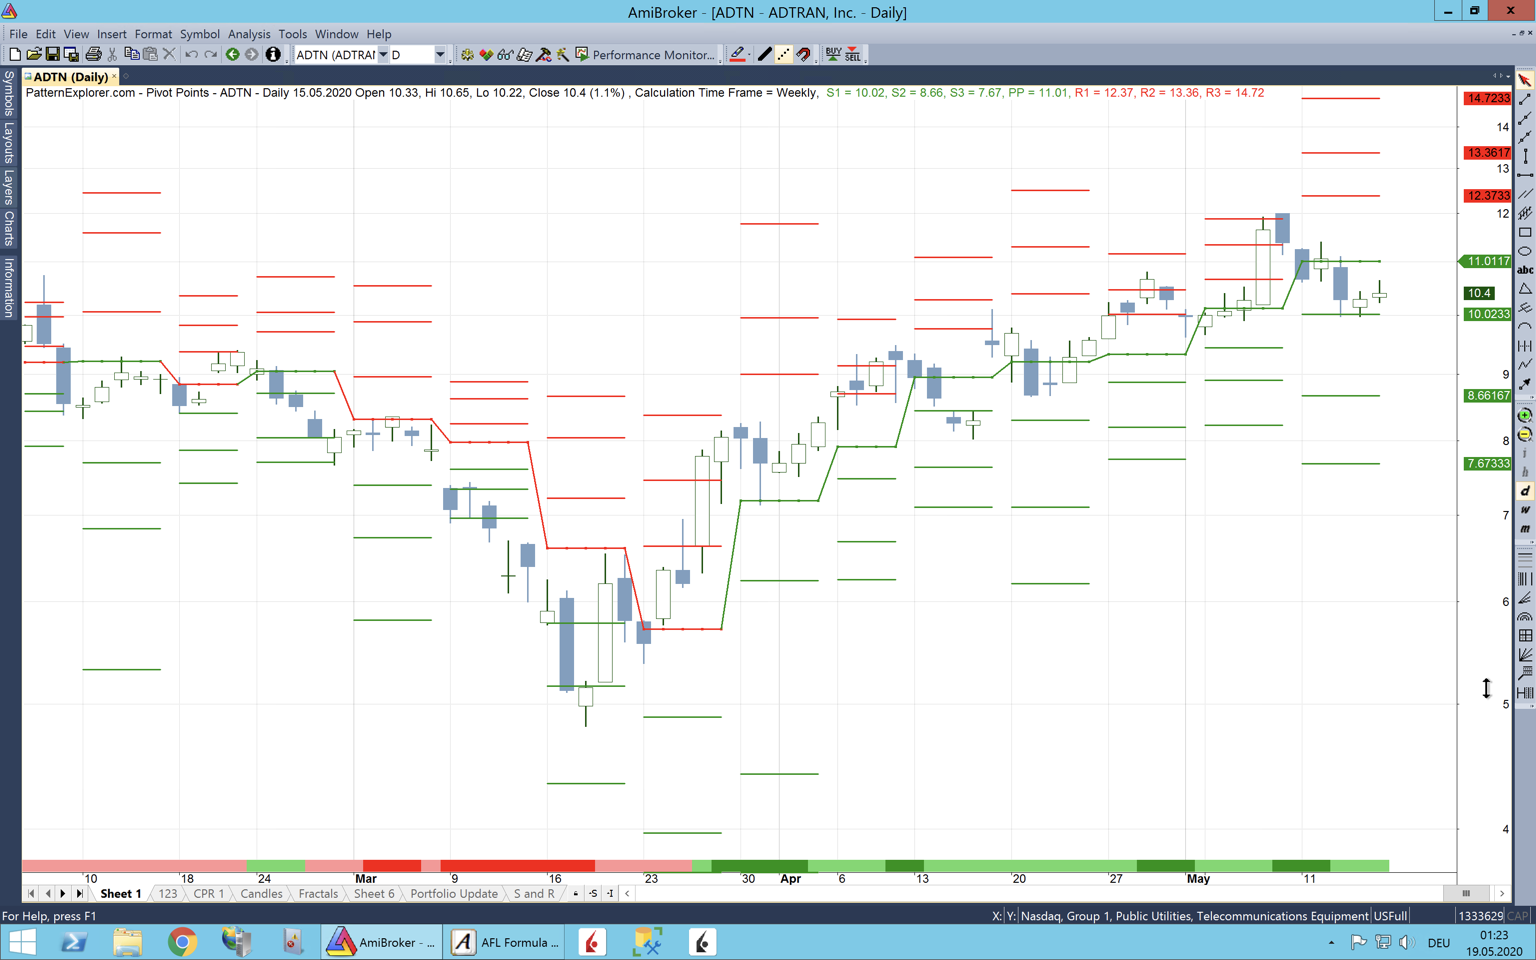 AmiBroker - [ADTN - ADTRAN, Inc. - Daily]
File Edit View Insert Format Symbol Analysis Tools Window Help
ADTN (ADTRAI D Performance Monitor... BUY SELL
ADTN (Daily)
PatternExplorer.com - Pivot Points - ADTN - Daily 15.05.2020 Open 10.33, Hi 10.65, Lo 10.22, Close 10.4 (1.1%) , Calculation Time Frame = Weekly, S1 = 10.02, S2 = 8.66, S3 = 7.67, PP = 11.01, R1 = 12.37, R2 = 13.36, R3 = 14.72
Symbols
Layouts
Layers
Charts
Information
14.7233
14
13.3617
13
12.3733
12
11.0117
10.4
10.0233
9
8.66167
8
7.67333
7
6
5
4
abc
i
h
d
w
m
10 18 24 Mar 9 16 23 30 Apr 6 13 20 27 May 11
Sheet 1 123 CPR 1 Candles Fractals Sheet 6 Portfolio Update S and R -S -I
For Help, press F1
X: Y: Nasdaq, Group 1, Public Utilities, Telecommunications Equipment USFull 1333629 CAP
AmiBroker - ... AFL Formula ... DEU
01:23
19.05.2020